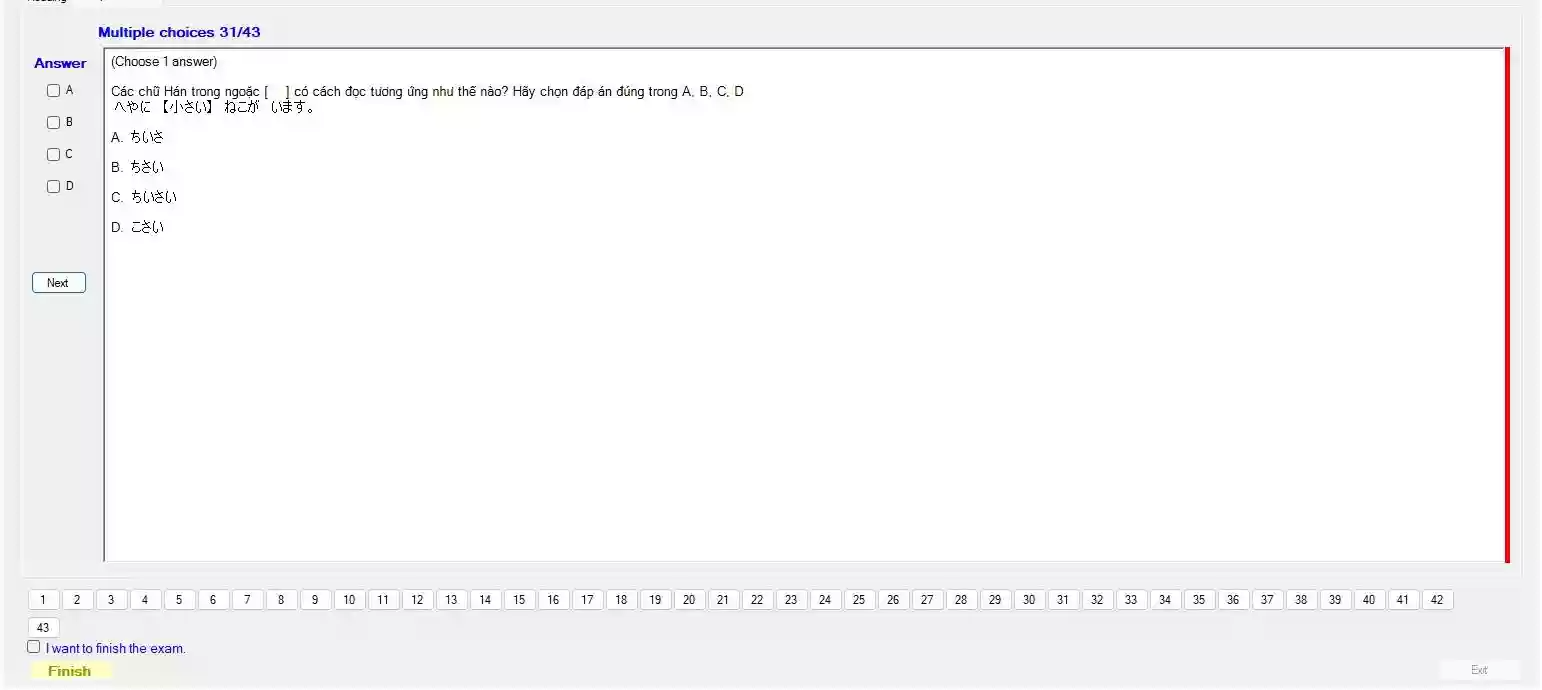 Multiple choices 31/43
Answer
(Choose 1 answer)
A
Các chữ Hán trong ngoặc [ ] có cách đọc tương ứng như thế nào? Hãy chọn đáp án đúng trong A, B, C, D
へやに 【小さい】 ねこが います。
B
A. ちいさ
C
B. ちさい
D
C. ちいさい
D. こさい
Next
1 2 3 4 5 6 7 8 9 10 11 12 13 14 15 16 17 18 19 20 21 22 23 24 25 26 27 28 29 30 31 32 33 34 35 36 37 38 39 40 41 42
43
I want to finish the exam.
Finish
Exit